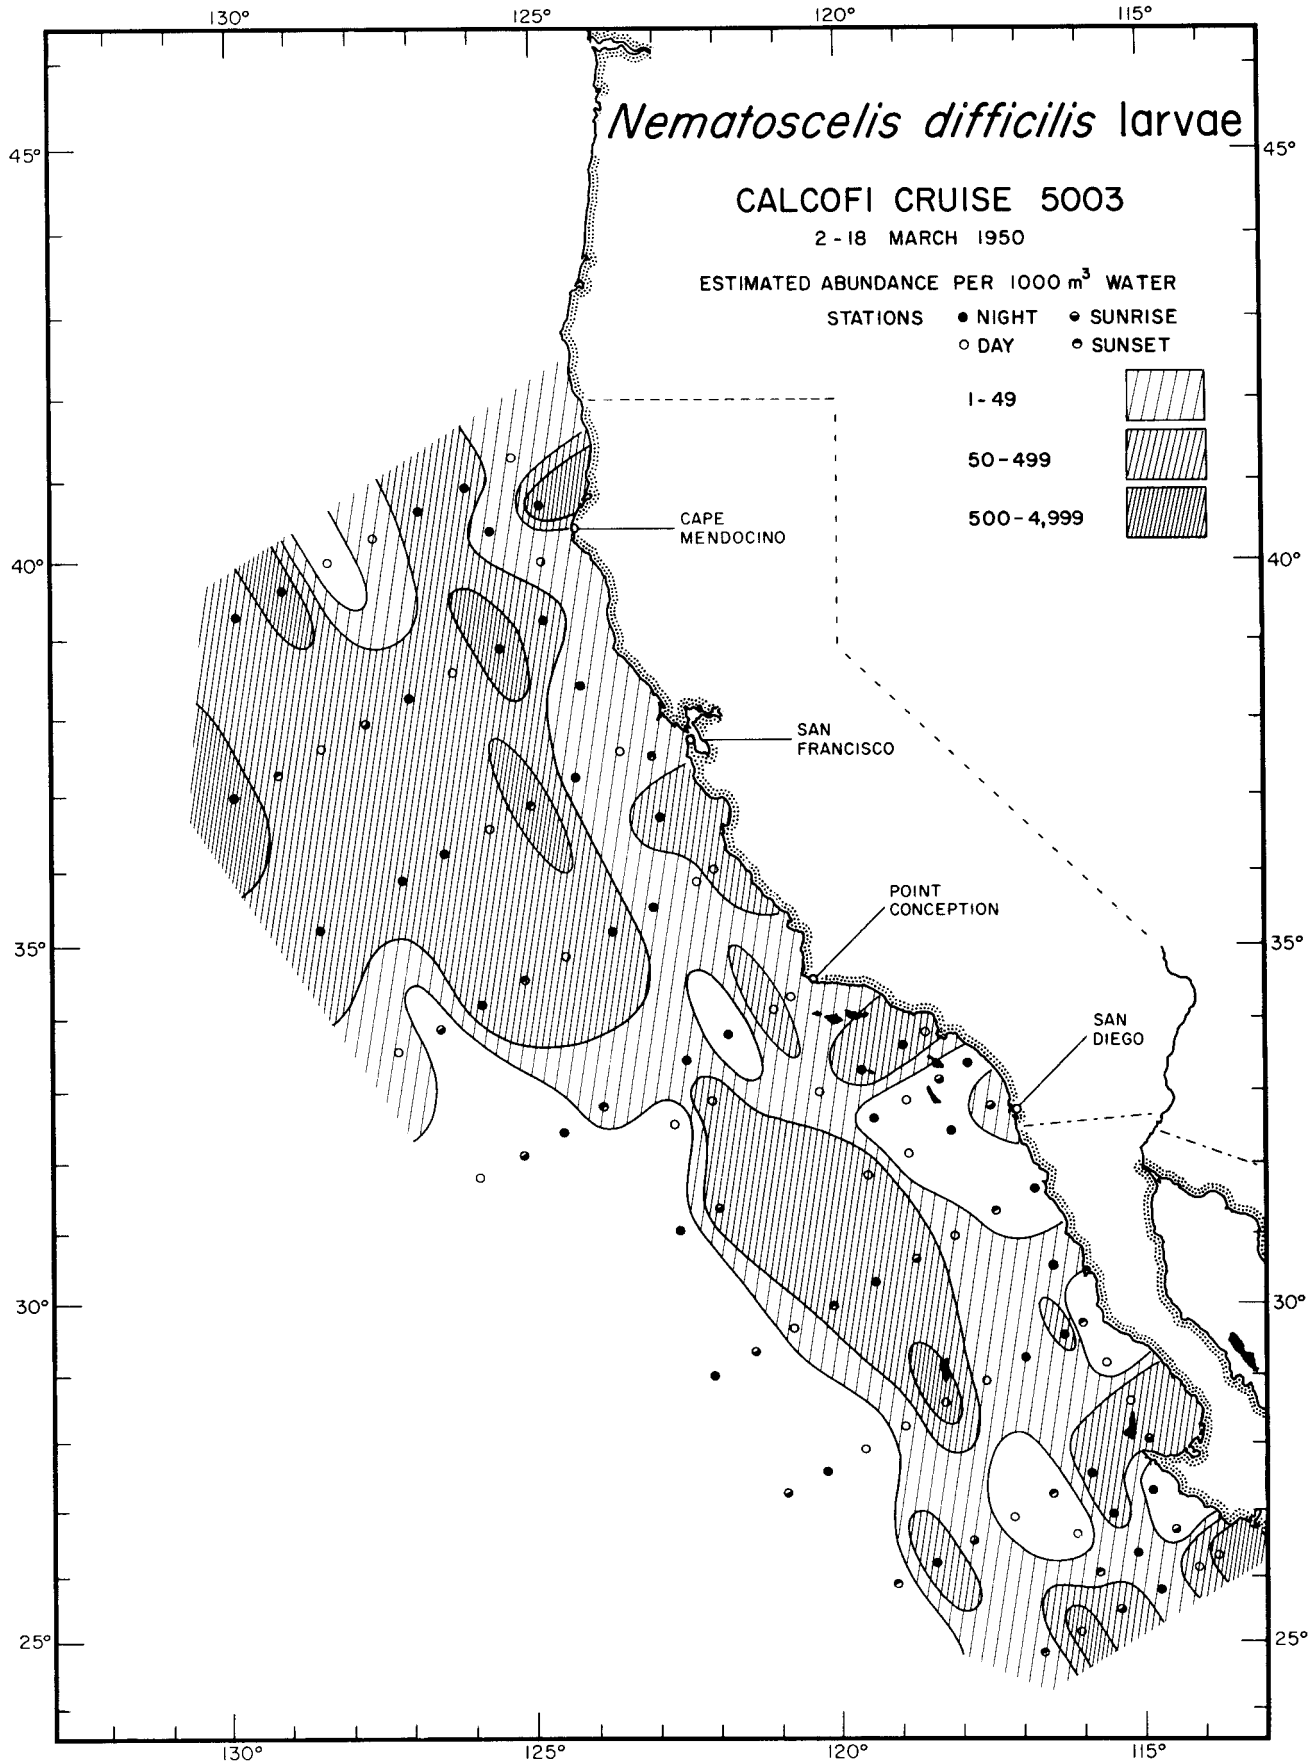 130° 125° 120° 115°
Nematoscelis difficilis larvae
45° 45°
CALCOFI CRUISE 5003
2-18 MARCH 1950
ESTIMATED ABUNDANCE PER 1000 m³ WATER
STATIONS ● NIGHT ◒ SUNRISE
○ DAY ◓ SUNSET
1-49
50-499
500-4,999
CAPE
MENDOCINO
40° 40°
SAN
FRANCISCO
POINT
CONCEPTION
35° 35°
SAN
DIEGO
30° 30°
25° 25°
130° 125° 120° 115°